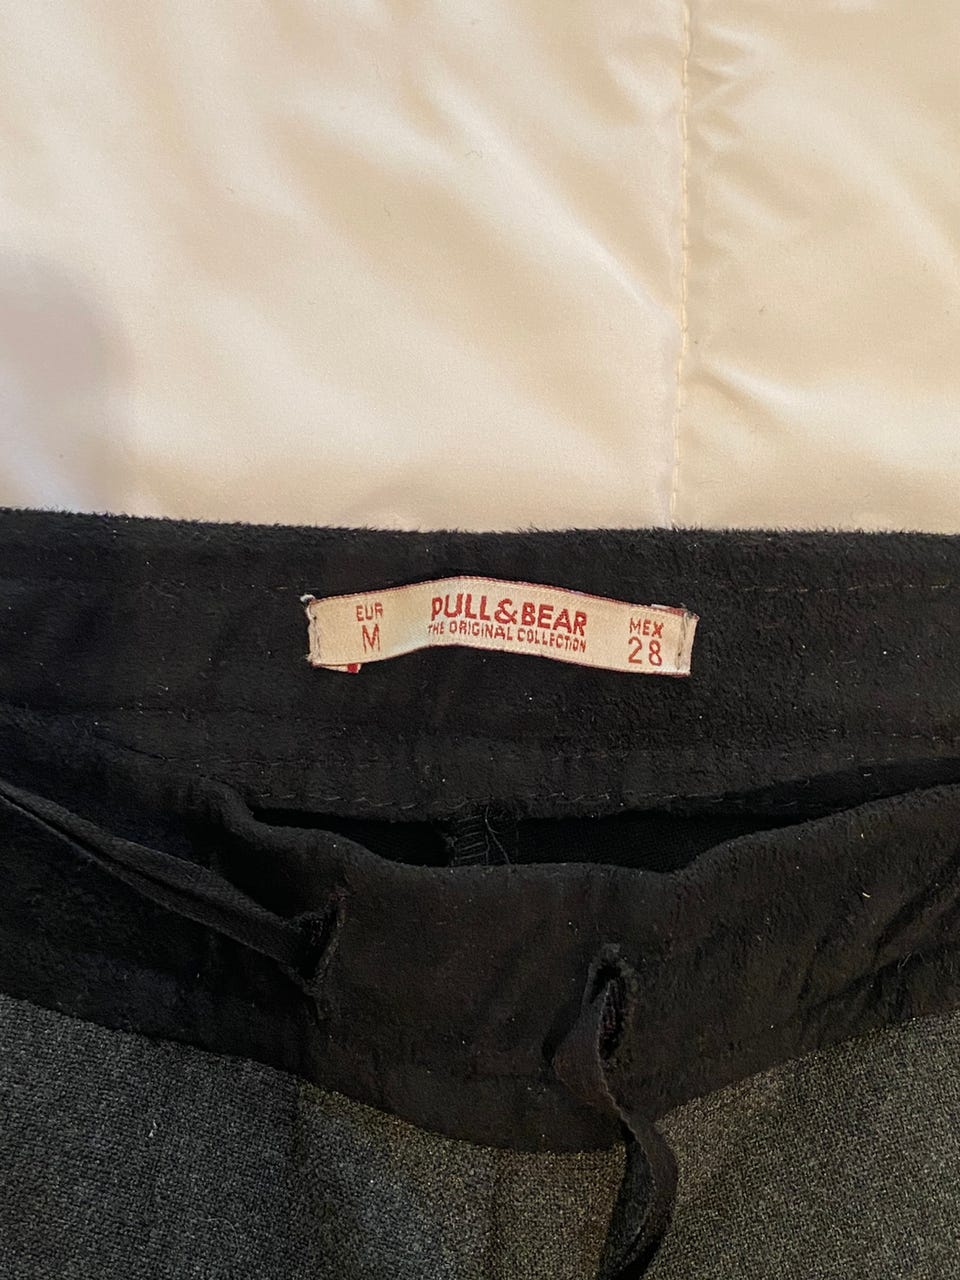 EUR
M
PULL&BEAR
THE ORIGINAL COLLECTION
MEX
28